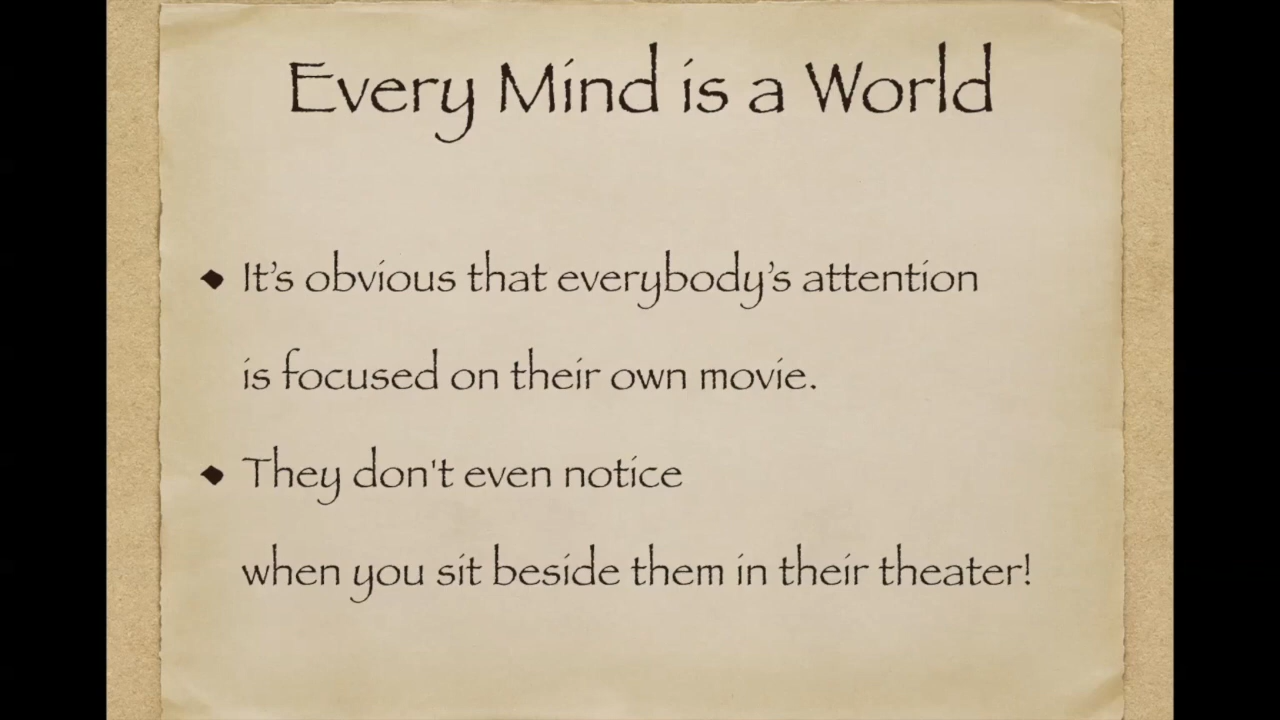 Every Mind is a World
It’s obvious that everybody’s attention
is focused on their own movie.
They don't even notice
when you sit beside them in their theater!